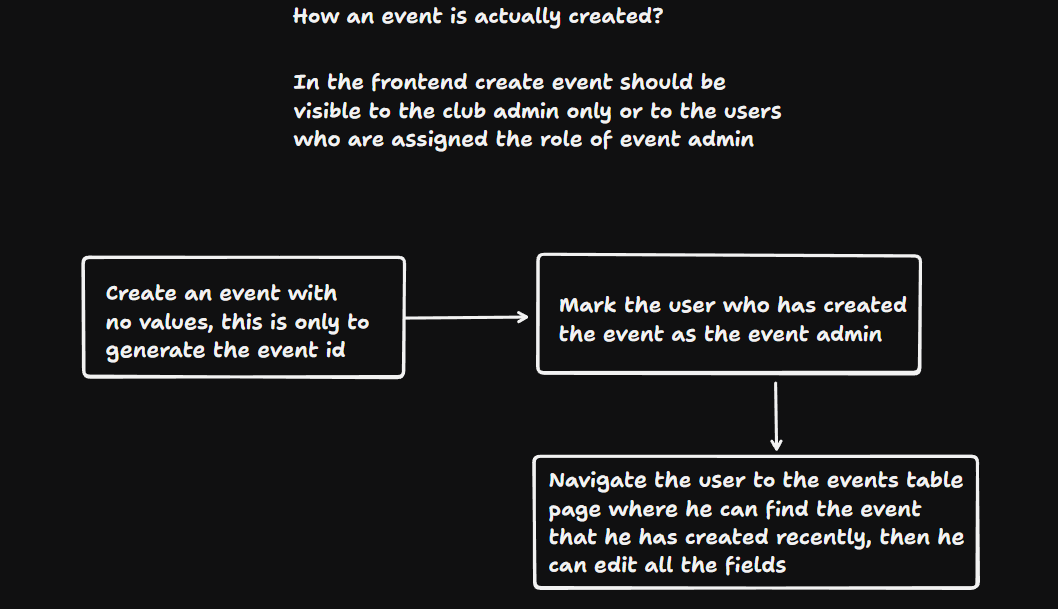 How an event is actually created?
In the frontend create event should be
visible to the club admin only or to the users
who are assigned the role of event admin
Create an event with
no values, this is only to
generate the event id
Mark the user who has created
the event as the event admin
Navigate the user to the events table
page where he can find the event
that he has created recently, then he
can edit all the fields